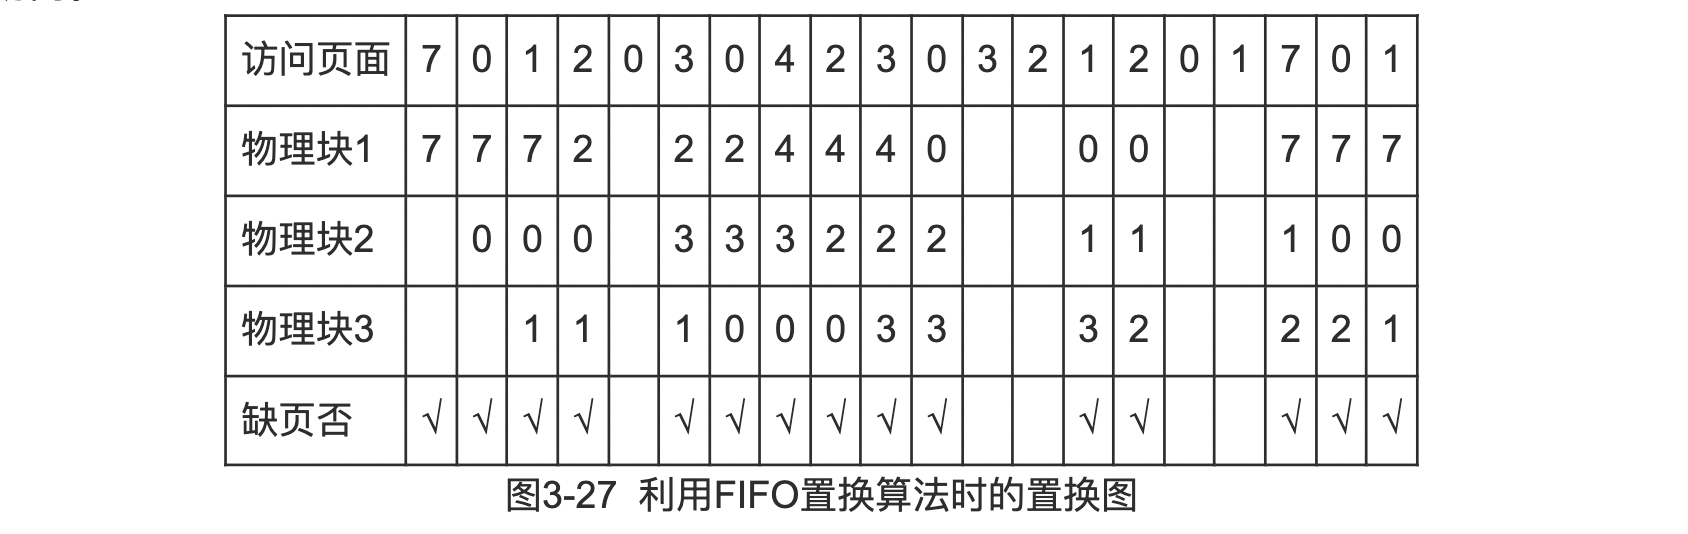 访问页面 7 0 1 2 0 3 0 4 2 3 0 3 2 1 2 0 1 7 0 1
物理块1 7 7 7 2 2 2 4 4 4 0 0 0 7 7 7
物理块2 0 0 0 3 3 3 2 2 2 1 1 1 0 0
物理块3 1 1 1 0 0 0 3 3 3 2 2 2 1
缺页否 √ √ √ √ √ √ √ √ √ √ √ √ √ √ √
图3-27 利用FIFO置换算法时的置换图